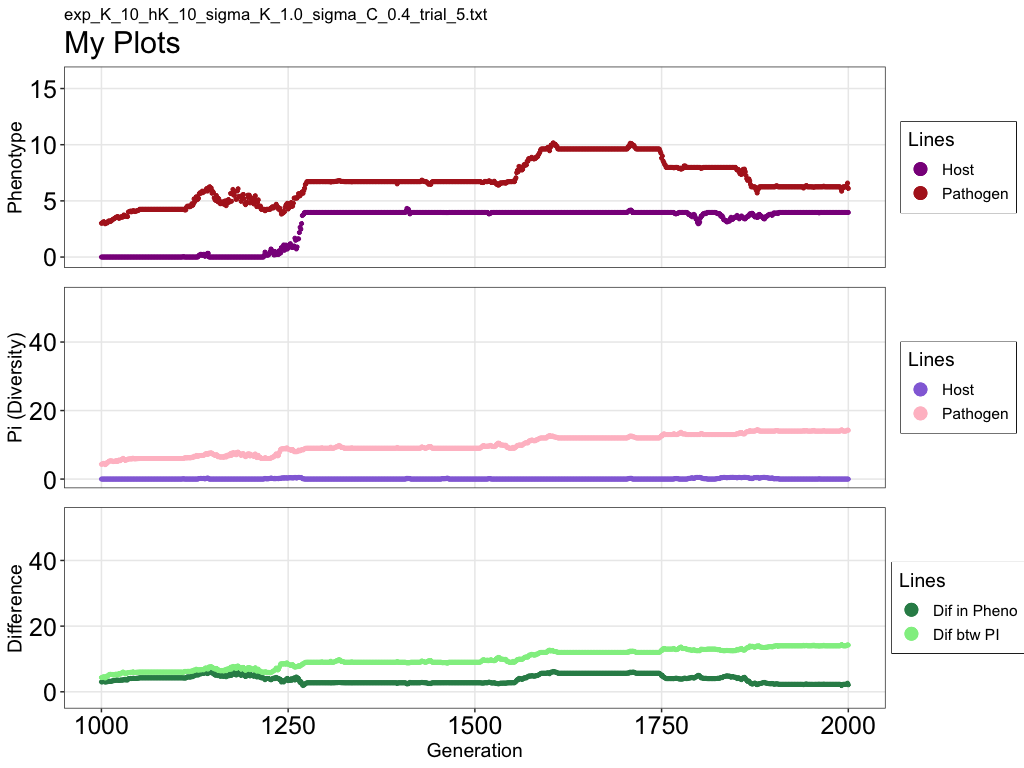 exp_K_10_hK_10_sigma_K_1.0_sigma_C_0.4_trial_5.txt
My Plots
Phenotype
15
10
5
0
Lines
Host
Pathogen
Pi (Diversity)
40
20
0
Lines
Host
Pathogen
Difference
40
20
0
Lines
Dif in Pheno
Dif btw PI
1000 1250 1500 1750 2000
Generation